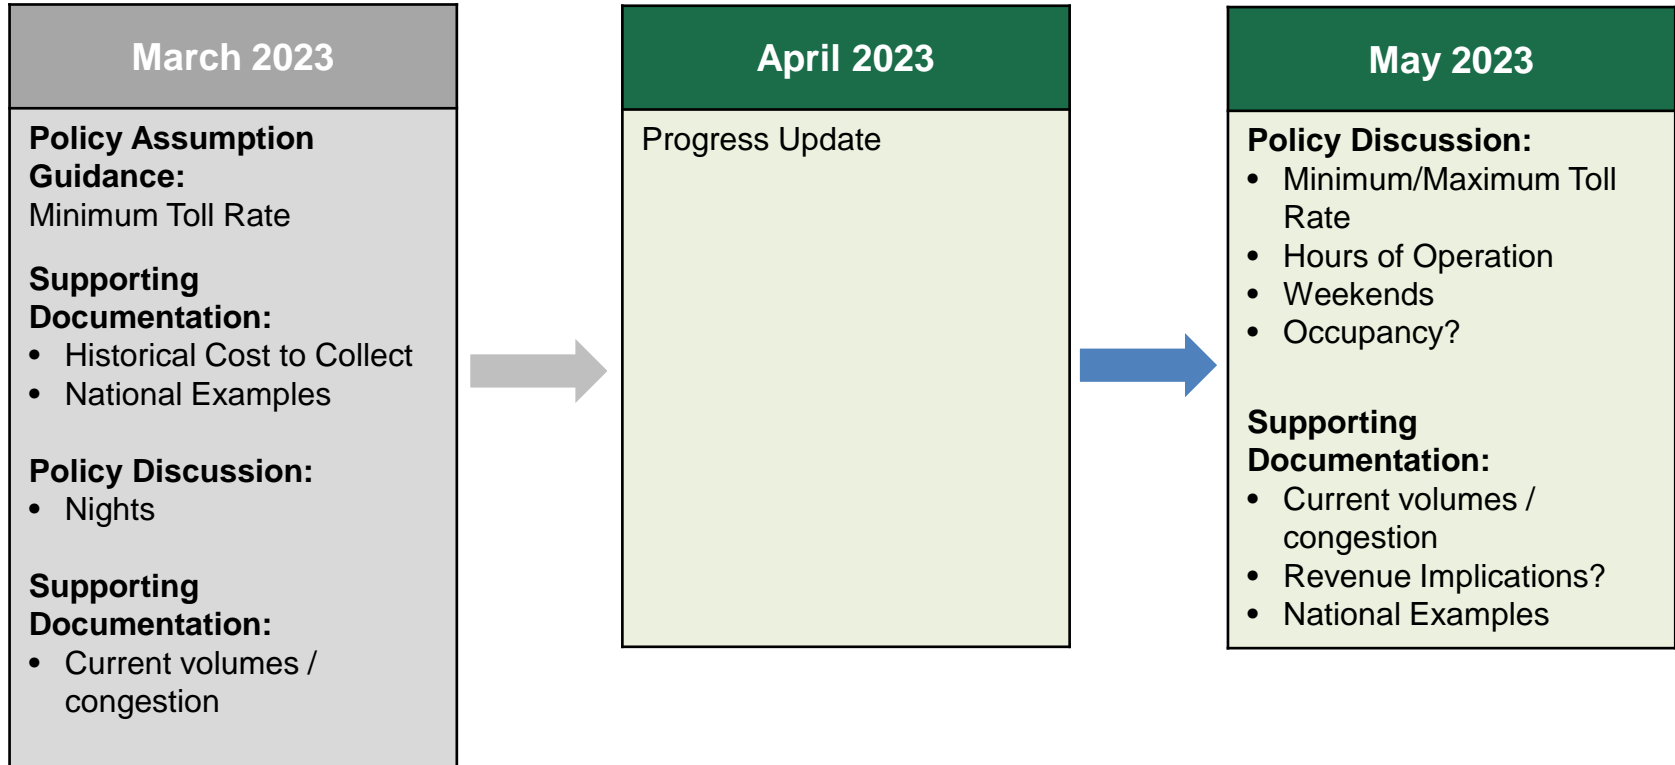 March 2023
Policy Assumption
Guidance:
Minimum Toll Rate
Supporting
Documentation:
• Historical Cost to Collect
• National Examples
Policy Discussion:
• Nights
Supporting
Documentation:
• Current volumes /
congestion
April 2023
Progress Update
May 2023
Policy Discussion:
• Minimum/Maximum Toll
Rate
• Hours of Operation
• Weekends
• Occupancy?
Supporting
Documentation:
• Current volumes /
congestion
• Revenue Implications?
• National Examples